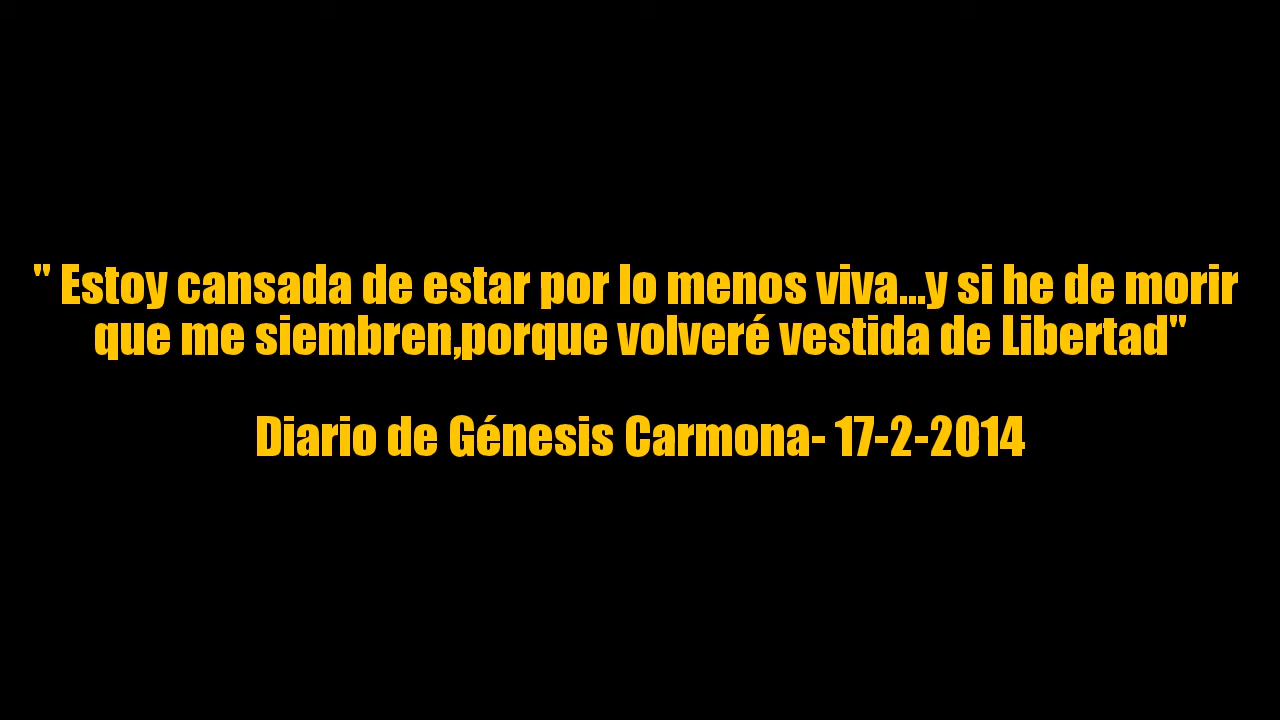 " Estoy cansada de estar por lo menos viva...y si he de morir
que me siembren,porque volveré vestida de Libertad"
Diario de Génesis Carmona- 17-2-2014